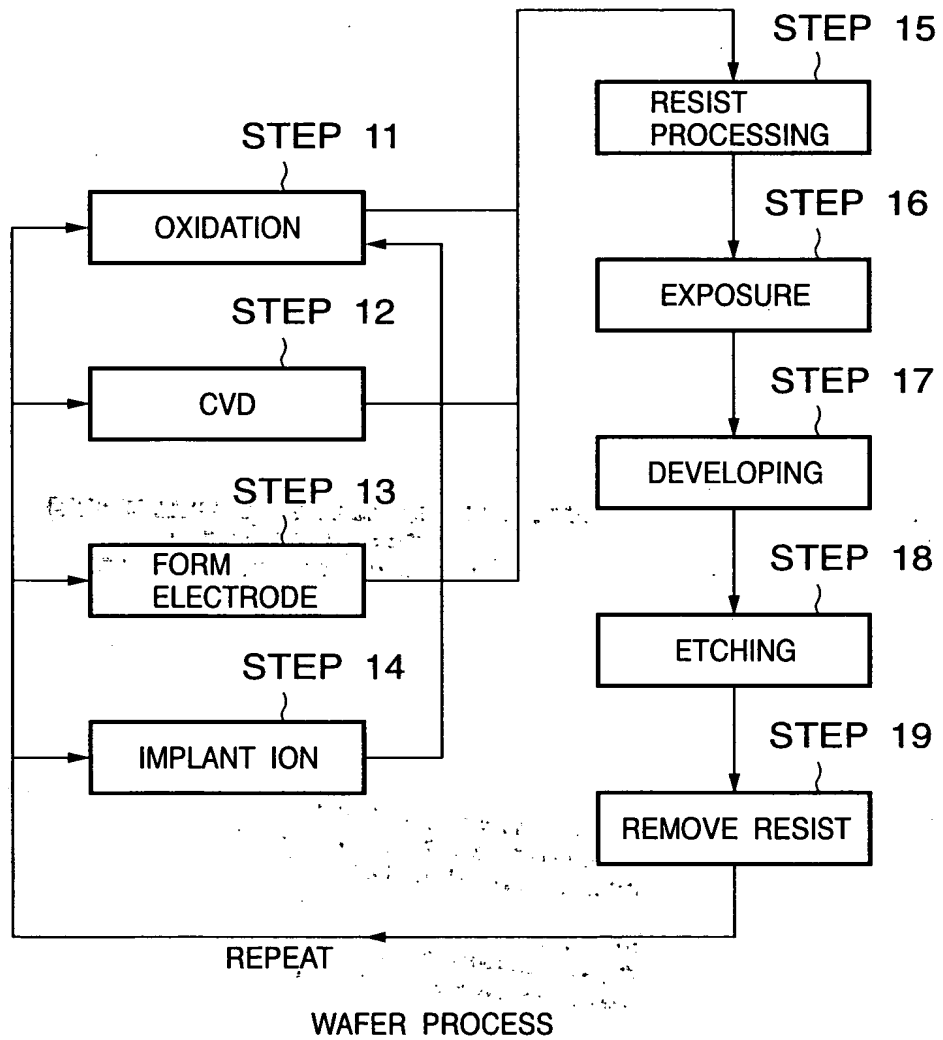 STEP 11
OXIDATION
STEP 12
CVD
STEP 13
FORM
ELECTRODE
STEP 14
IMPLANT ION
STEP 15
RESIST
PROCESSING
STEP 16
EXPOSURE
STEP 17
DEVELOPING
STEP 18
ETCHING
STEP 19
REMOVE RESIST
REPEAT
WAFER PROCESS